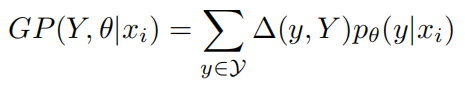 GP(Y, θ|x_i) = ∑_{y∈𝒴} Δ(y, Y)p_θ(y|x_i)